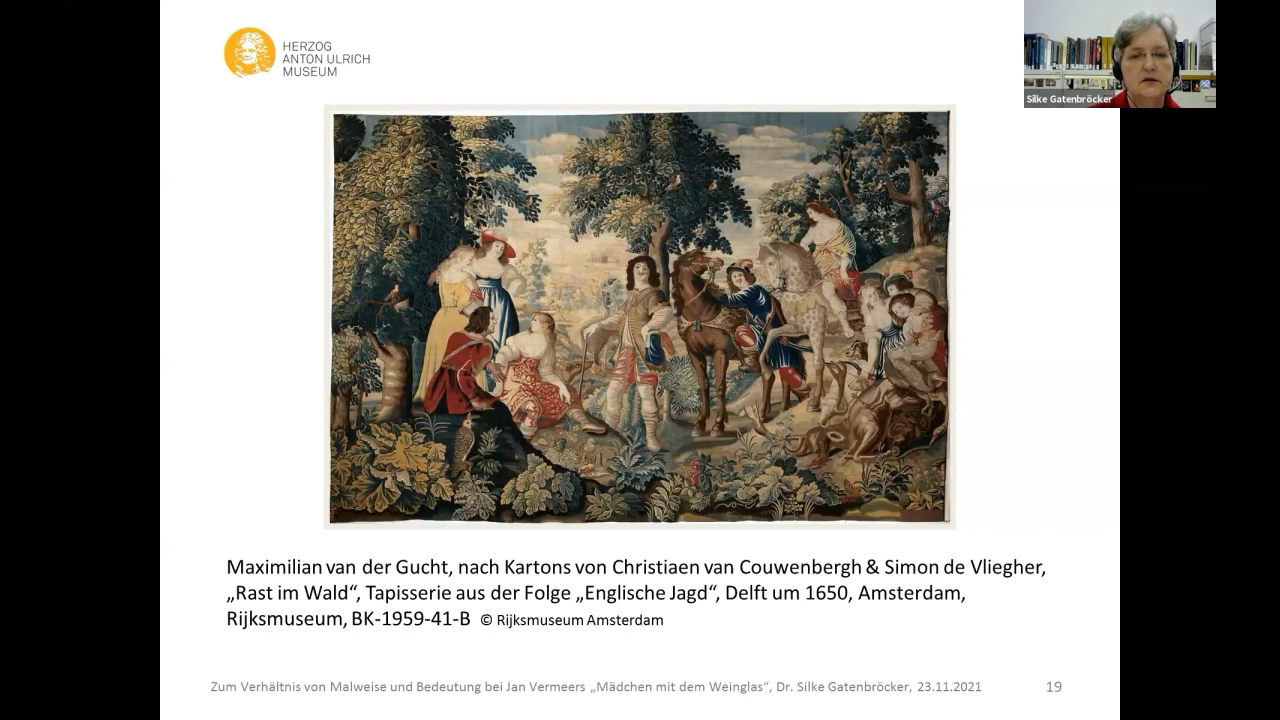 HERZOG
ANTON ULRICH
MUSEUM
Silke Gatenbröcker
Maximilian van der Gucht, nach Kartons von Christiaen van Couwenbergh & Simon de Vliegher,
„Rast im Wald“, Tapisserie aus der Folge „Englische Jagd“, Delft um 1650, Amsterdam,
Rijksmuseum, BK-1959-41-B © Rijksmuseum Amsterdam
Zum Verhältnis von Malweise und Bedeutung bei Jan Vermeers „Mädchen mit dem Weinglas“, Dr. Silke Gatenbröcker, 23.11.2021
19